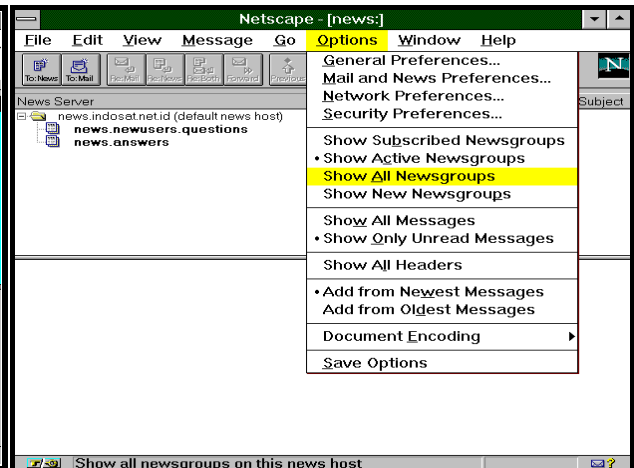 Netscape - [news:]
File Edit View Message Go Options Window Help
To: News To: Mail Re: Mail Re: News Re: Both Forward Previous
N
News Server
Subject
news.indosat.net.id (default news host)
news.newusers.questions
news.answers
General Preferences...
Mail and News Preferences...
Network Preferences...
Security Preferences...
Show Subscribed Newsgroups
• Show Active Newsgroups
Show All Newsgroups
Show New Newsgroups
Show All Messages
• Show Only Unread Messages
Show All Headers
• Add from Newest Messages
Add from Oldest Messages
Document Encoding
Save Options
Show all newsgroups on this news host
?